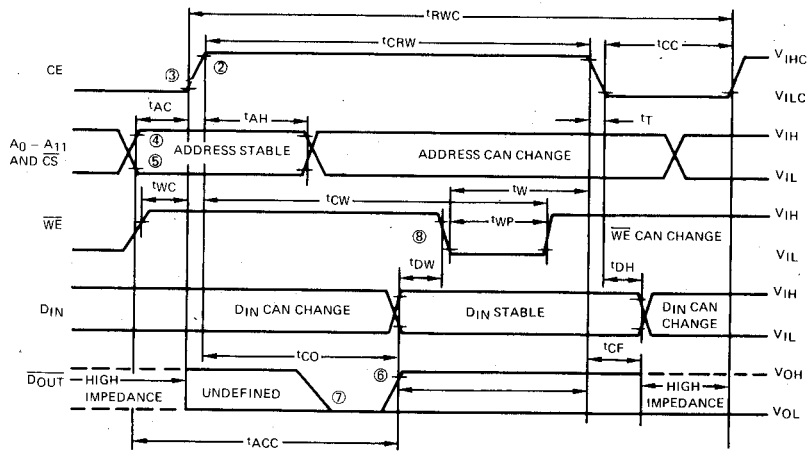 tRWC
tCRW
tCC
CE
③
②
VIHC
VILC
tAC
tAH
tT
A0 – A11
AND CS
④
⑤
ADDRESS STABLE
ADDRESS CAN CHANGE
VIH
VIL
tWC
tCW
tW
tWP
WE
⑧
WE CAN CHANGE
VIH
VIL
tDW
tDH
DIN
DIN CAN CHANGE
DIN STABLE
DIN CAN
CHANGE
VIH
VIL
tCO
tCF
DOUT
HIGH
IMPEDANCE
UNDEFINED
⑦
⑥
HIGH
IMPEDANCE
VOH
VOL
tACC